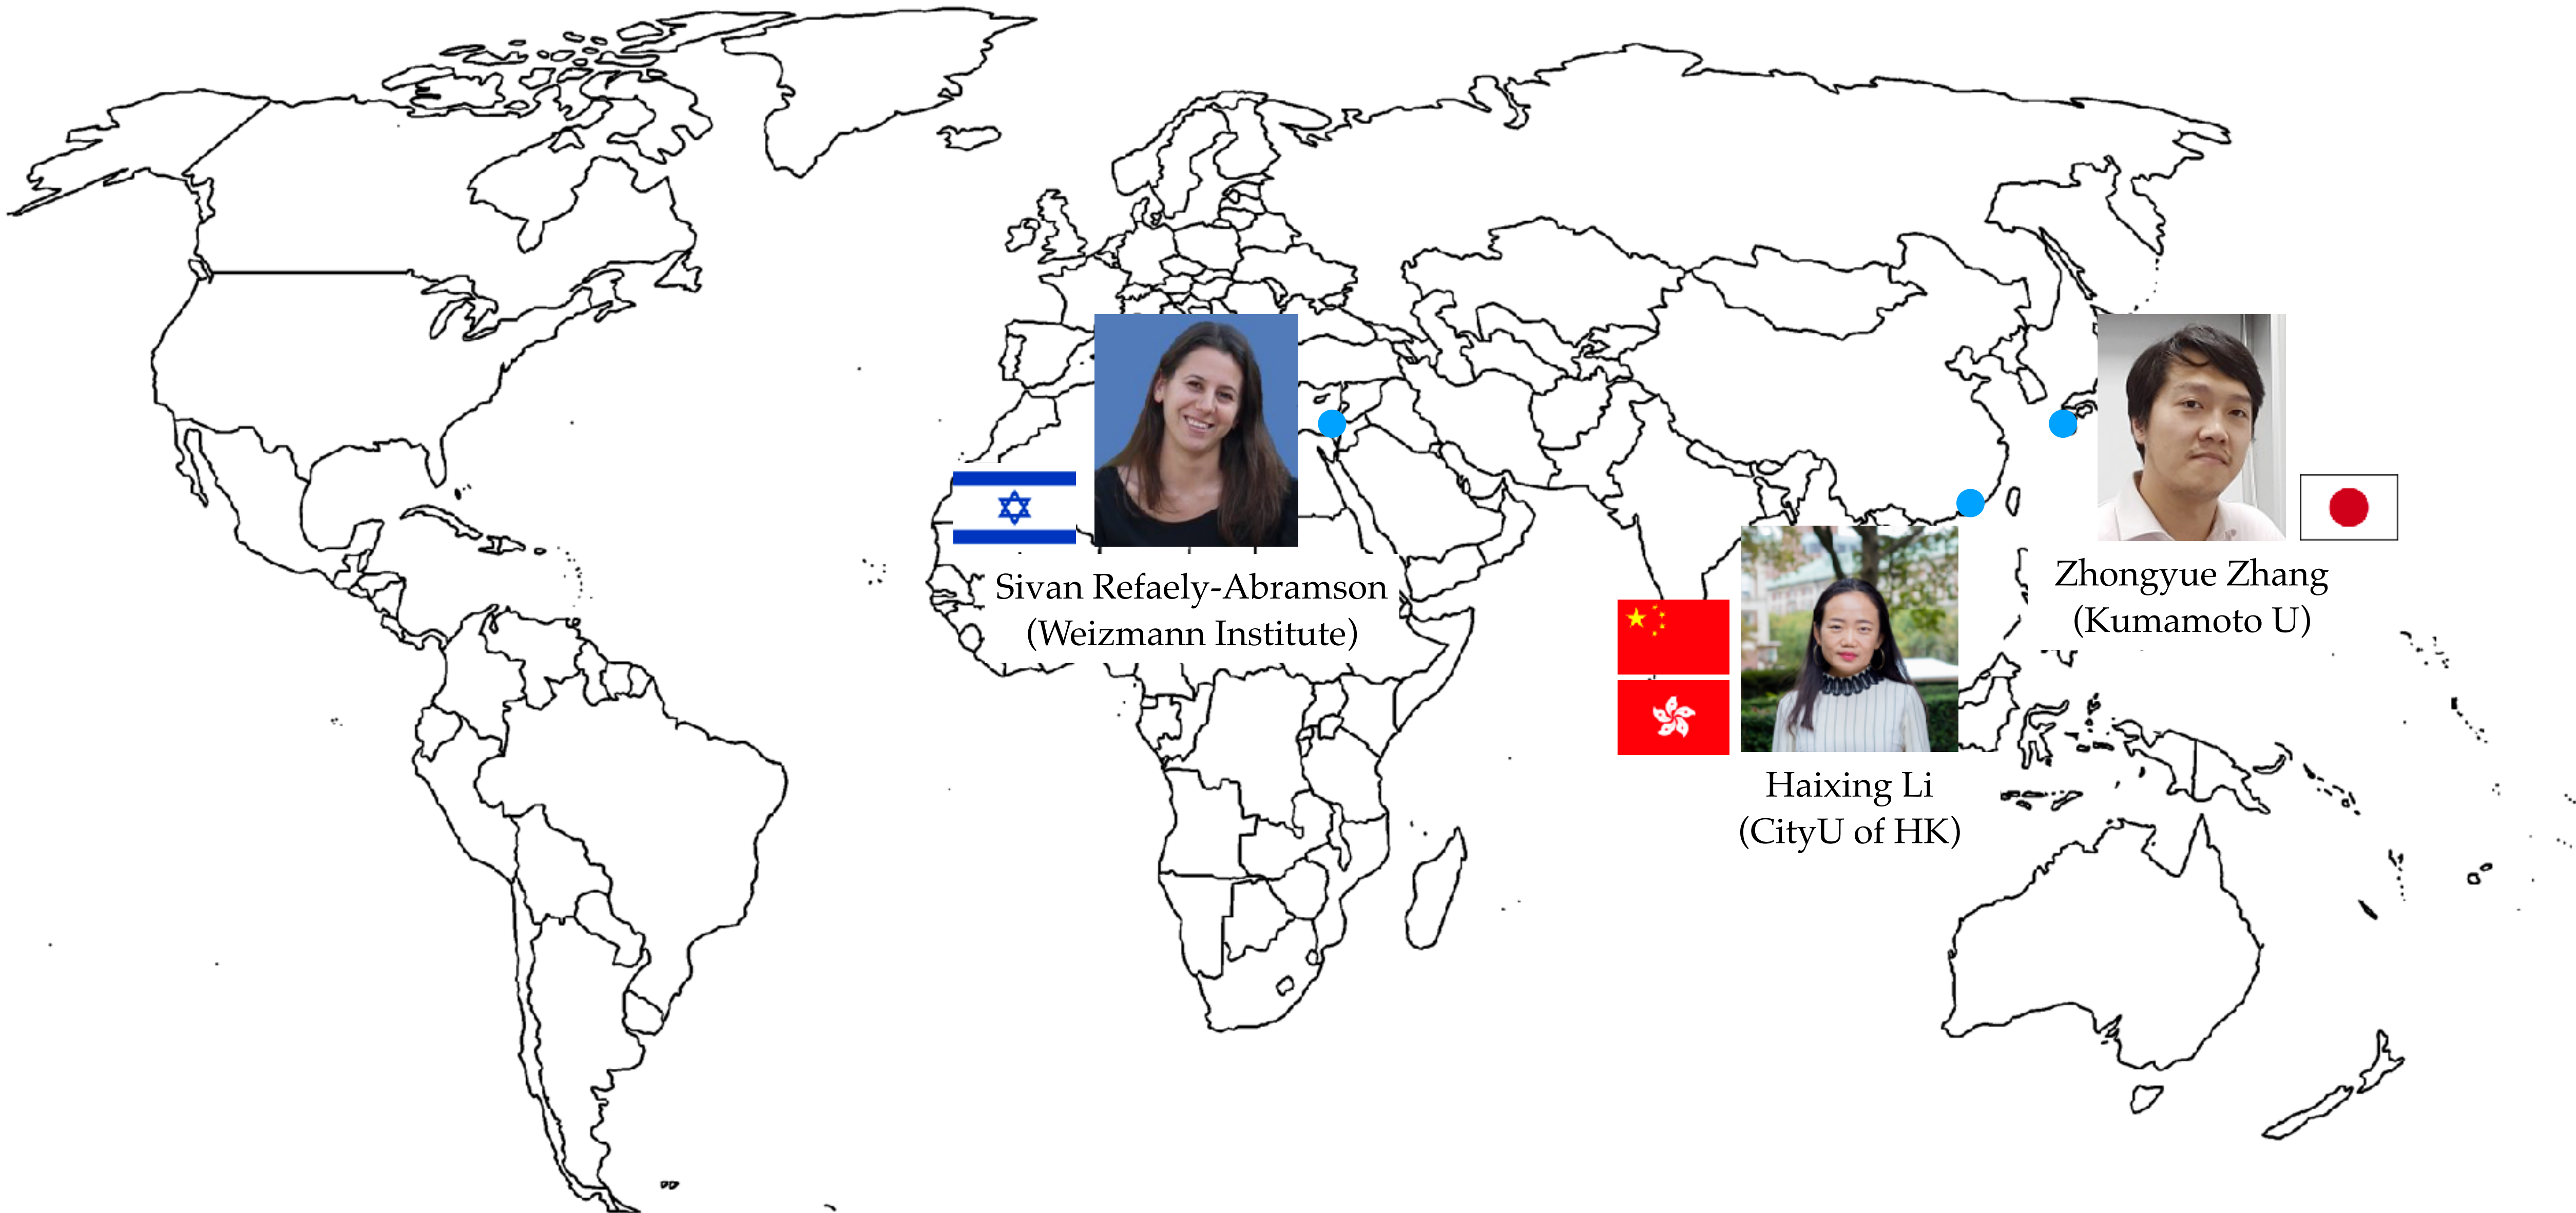 Sivan Refaely-Abramson
(Weizmann Institute)
Zhongyue Zhang
(Kumamoto U)
Haixing Li
(CityU of HK)